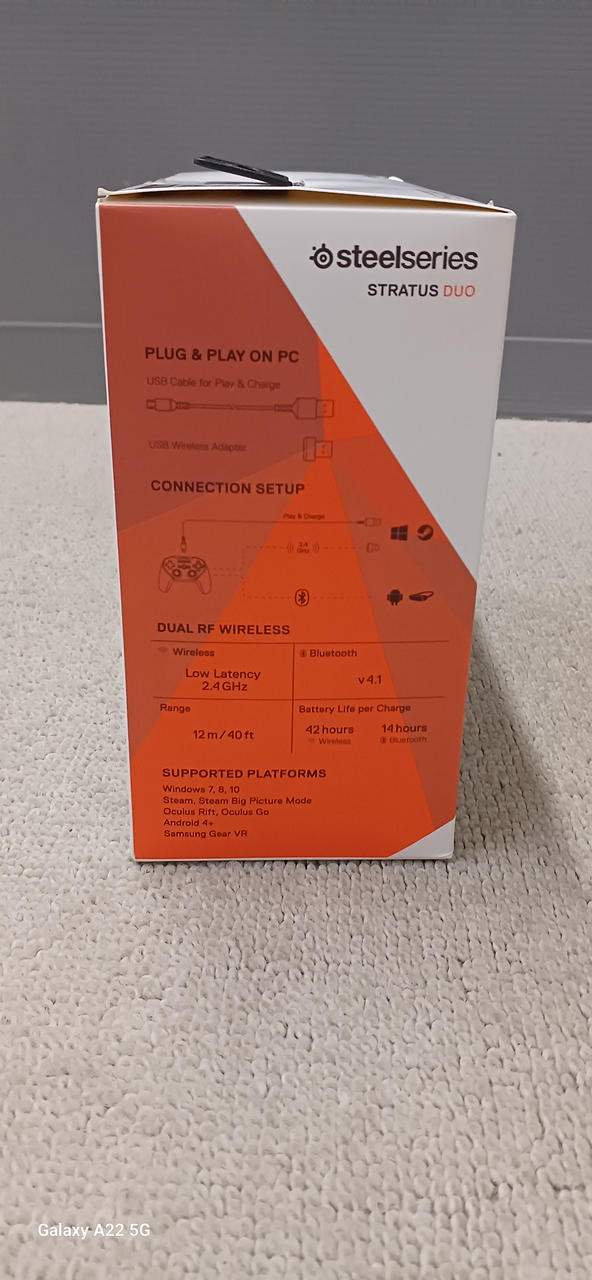 steelseries
STRATUS DUO
PLUG & PLAY ON PC
USB Cable for Play & Charge
USB Wireless Adapter
CONNECTION SETUP
Play & Charge
2.4
GHz
DUAL RF WIRELESS
Wireless
Bluetooth
Low Latency
2.4 GHz
v 4.1
Range
Battery Life per Charge
12 m / 40 ft
42 hours
14 hours
Wireless
Bluetooth
SUPPORTED PLATFORMS
Windows 7, 8, 10
Steam, Steam Big Picture Mode
Oculus Rift, Oculus Go
Android 4+
Samsung Gear VR
Galaxy A22 5G